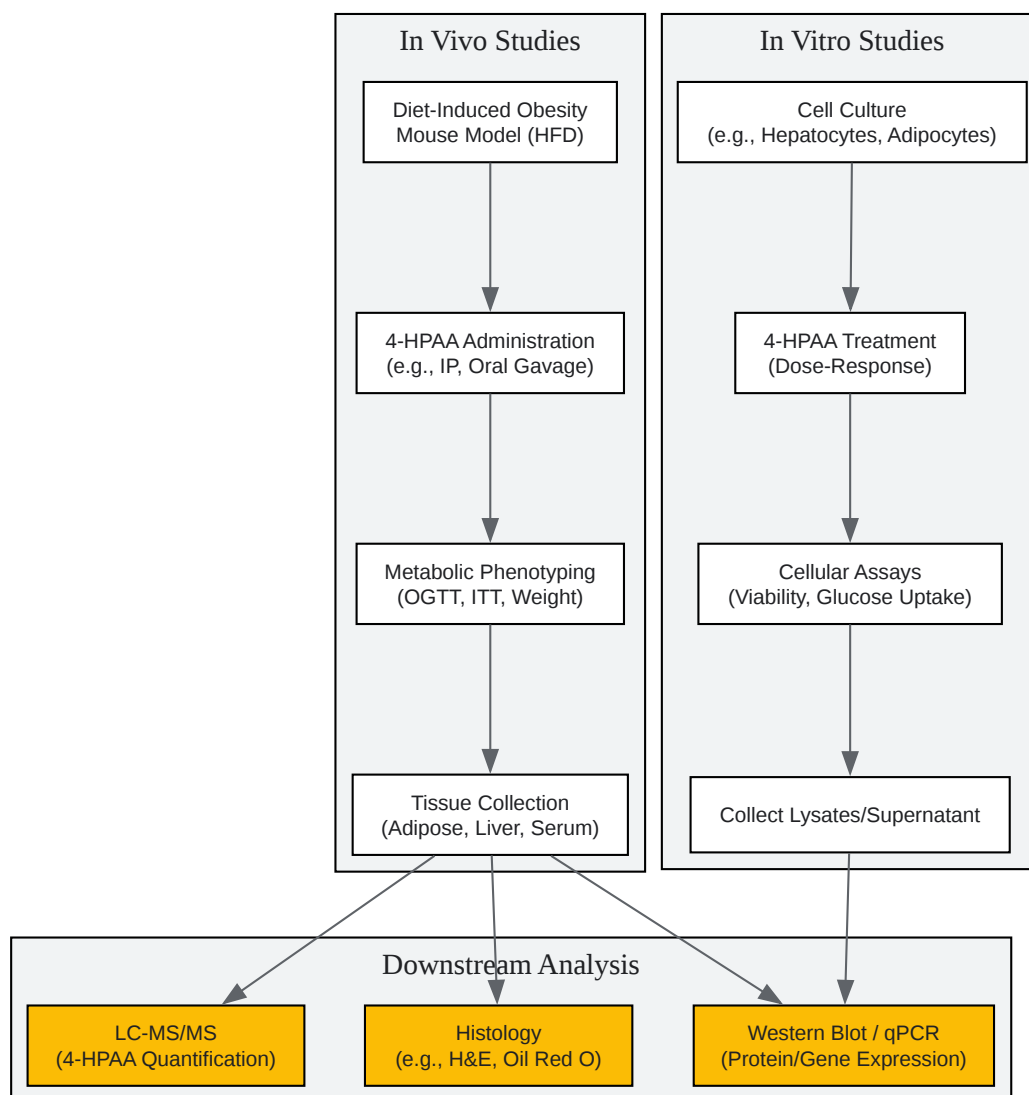 In Vivo Studies
Diet-Induced Obesity
Mouse Model (HFD)
4-HPAA Administration
(e.g., IP, Oral Gavage)
Metabolic Phenotyping
(OGTT, ITT, Weight)
Tissue Collection
(Adipose, Liver, Serum)
In Vitro Studies
Cell Culture
(e.g., Hepatocytes, Adipocytes)
4-HPAA Treatment
(Dose-Response)
Cellular Assays
(Viability, Glucose Uptake)
Collect Lysates/Supernatant
Downstream Analysis
LC-MS/MS
(4-HPAA Quantification)
Histology
(e.g., H&E, Oil Red O)
Western Blot / qPCR
(Protein/Gene Expression)